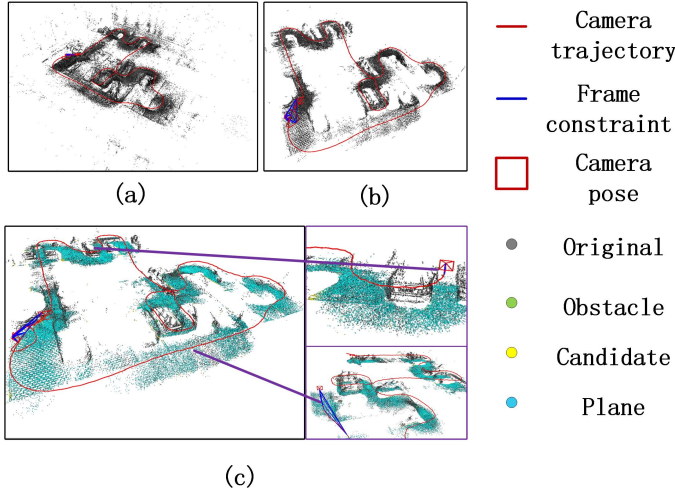 Camera
trajectory
Frame
constraint
Camera
pose
Original
Obstacle
Candidate
Plane
(a)
(b)
(c)